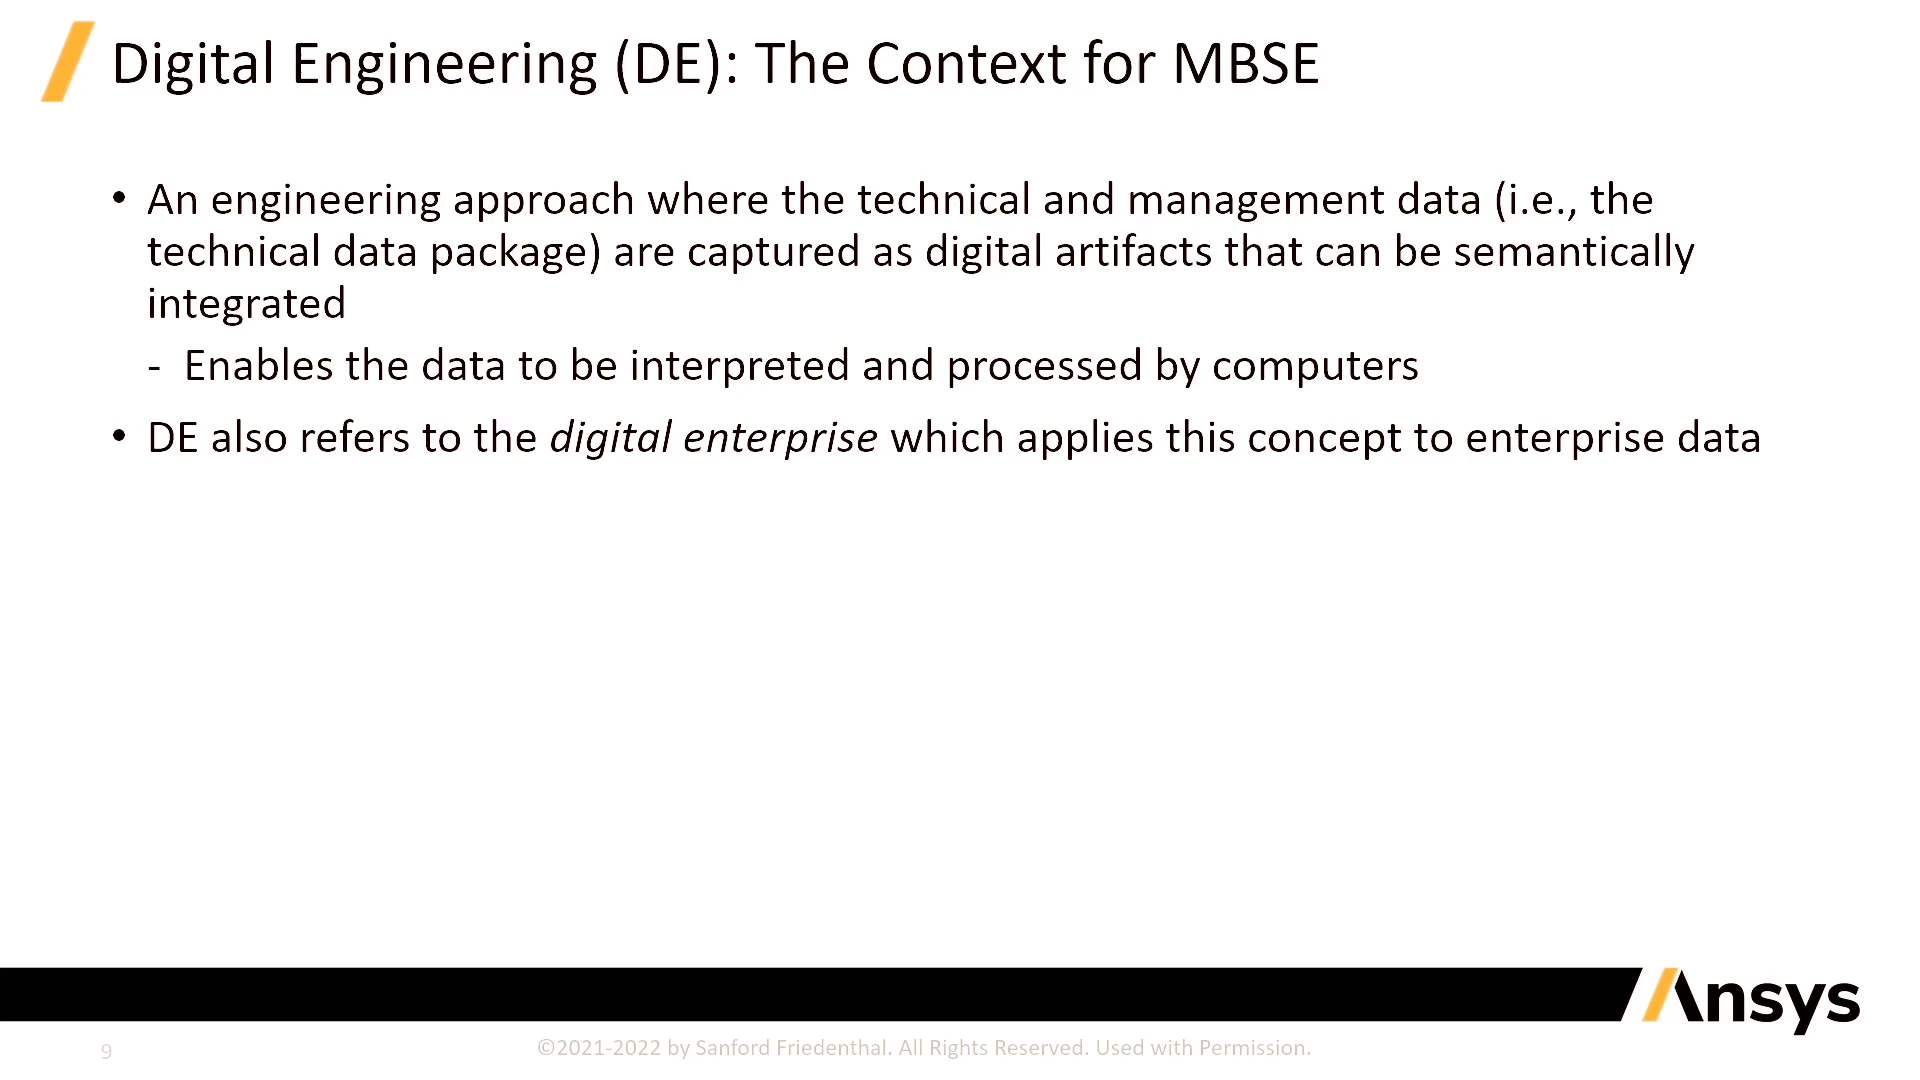 Digital Engineering (DE): The Context for MBSE
• An engineering approach where the technical and management data (i.e., the
technical data package) are captured as digital artifacts that can be semantically
integrated
- Enables the data to be interpreted and processed by computers
• DE also refers to the digital enterprise which applies this concept to enterprise data
Ansys
9
©2021-2022 by Sanford Friedenthal. All Rights Reserved. Used with Permission.